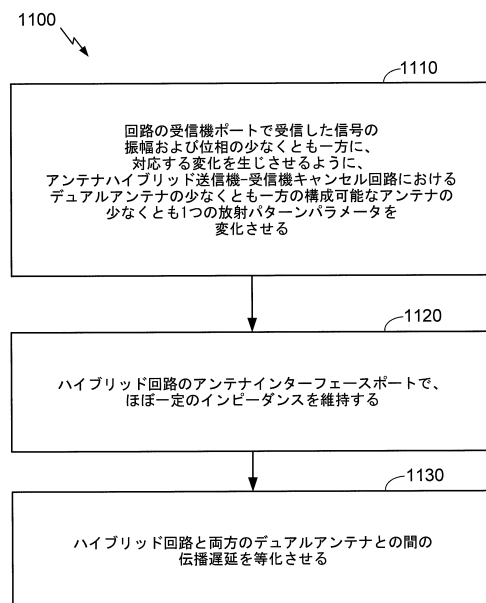 1100
1110
回路の受信機ポートで受信した信号の
振幅および位相の少なくとも一方に、
対応する変化を生じさせるように、
アンテナハイブリッド送信機-受信機キャンセル回路における
デュアルアンテナの少なくとも一方の構成可能なアンテナの
少なくとも1つの放射パターンパラメータを
変化させる
1120
ハイブリッド回路のアンテナインターフェースポートで、
ほぼ一定のインピーダンスを維持する
1130
ハイブリッド回路と両方のデュアルアンテナとの間の
伝播遅延を等化させる